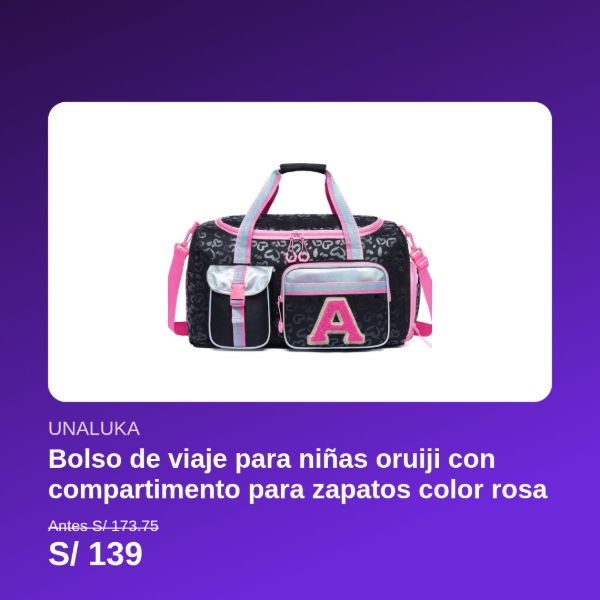 A
UNALUKA
Bolso de viaje para niñas oruiji con
compartimento para zapatos color rosa
Antes S/ 173.75
S/ 139